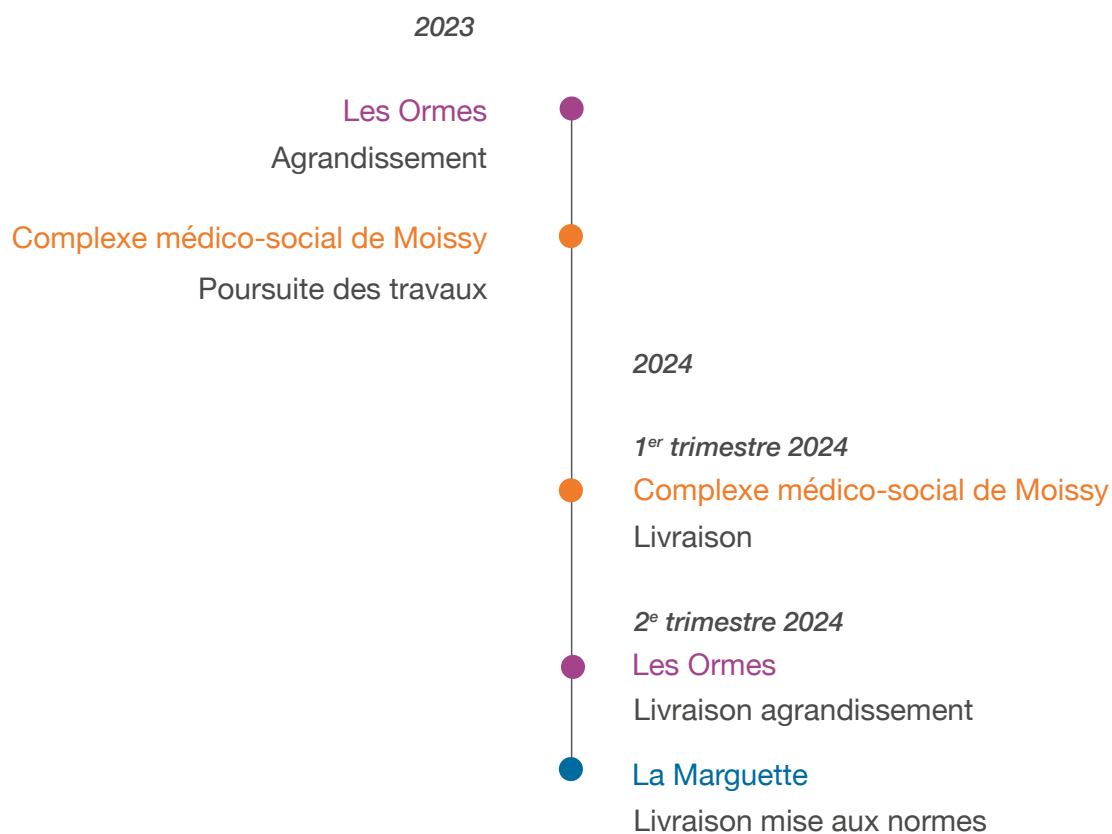 2023
Les Ormes
Agrandissement
Complexe médico-social de Moissy
Poursuite des travaux
2024
1er trimestre 2024
Complexe médico-social de Moissy
Livraison
2e trimestre 2024
Les Ormes
Livraison agrandissement
La Marguette
Livraison mise aux normes